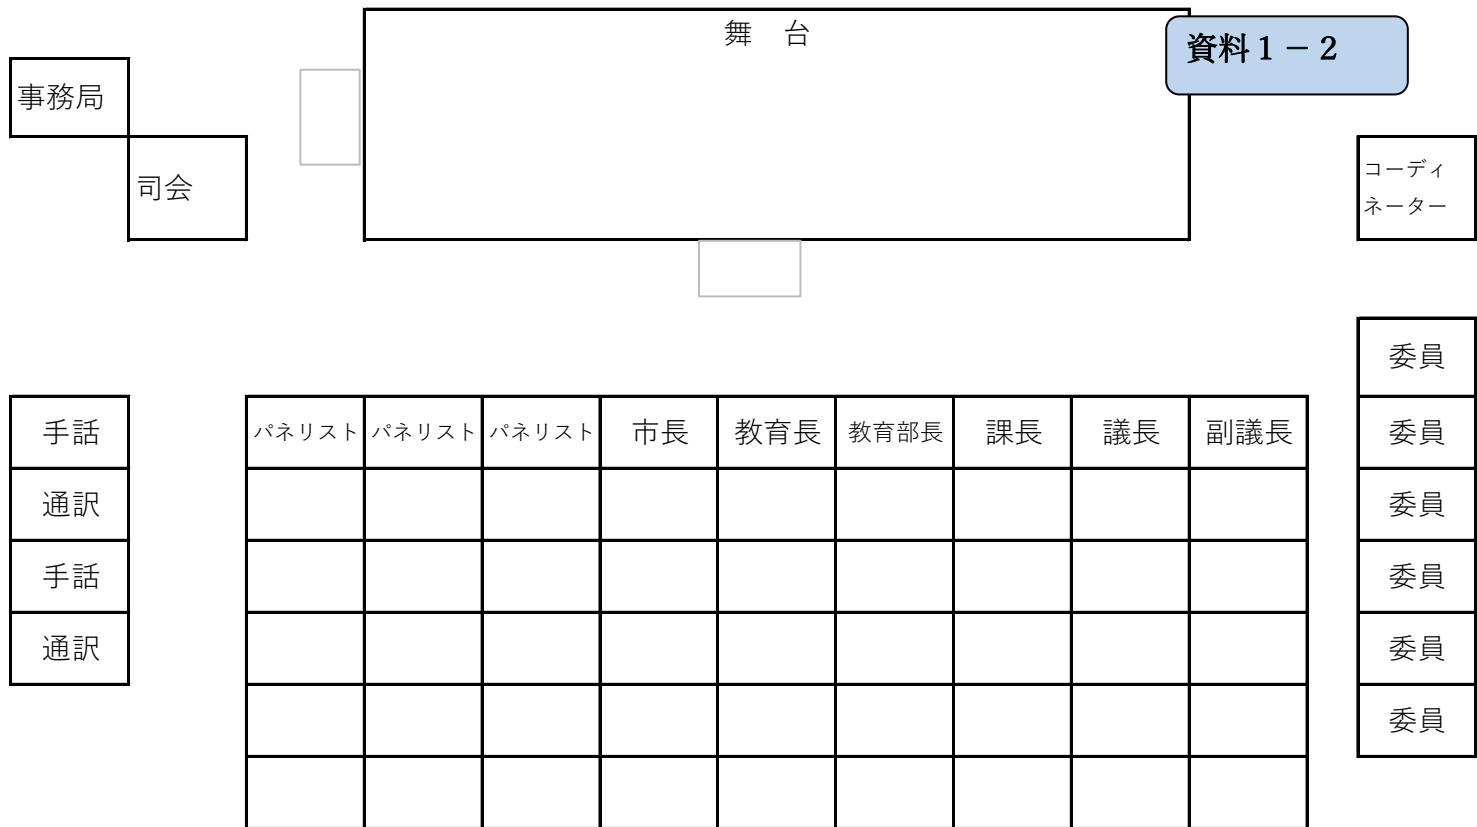 舞　台
資料１－２
事務局
司会
コーディ
ネーター
委員
手話
パネリスト パネリスト パネリスト 市長 教育長 教育部長 課長 議長 副議長
委員
通訳
委員
手話
委員
通訳
委員
委員